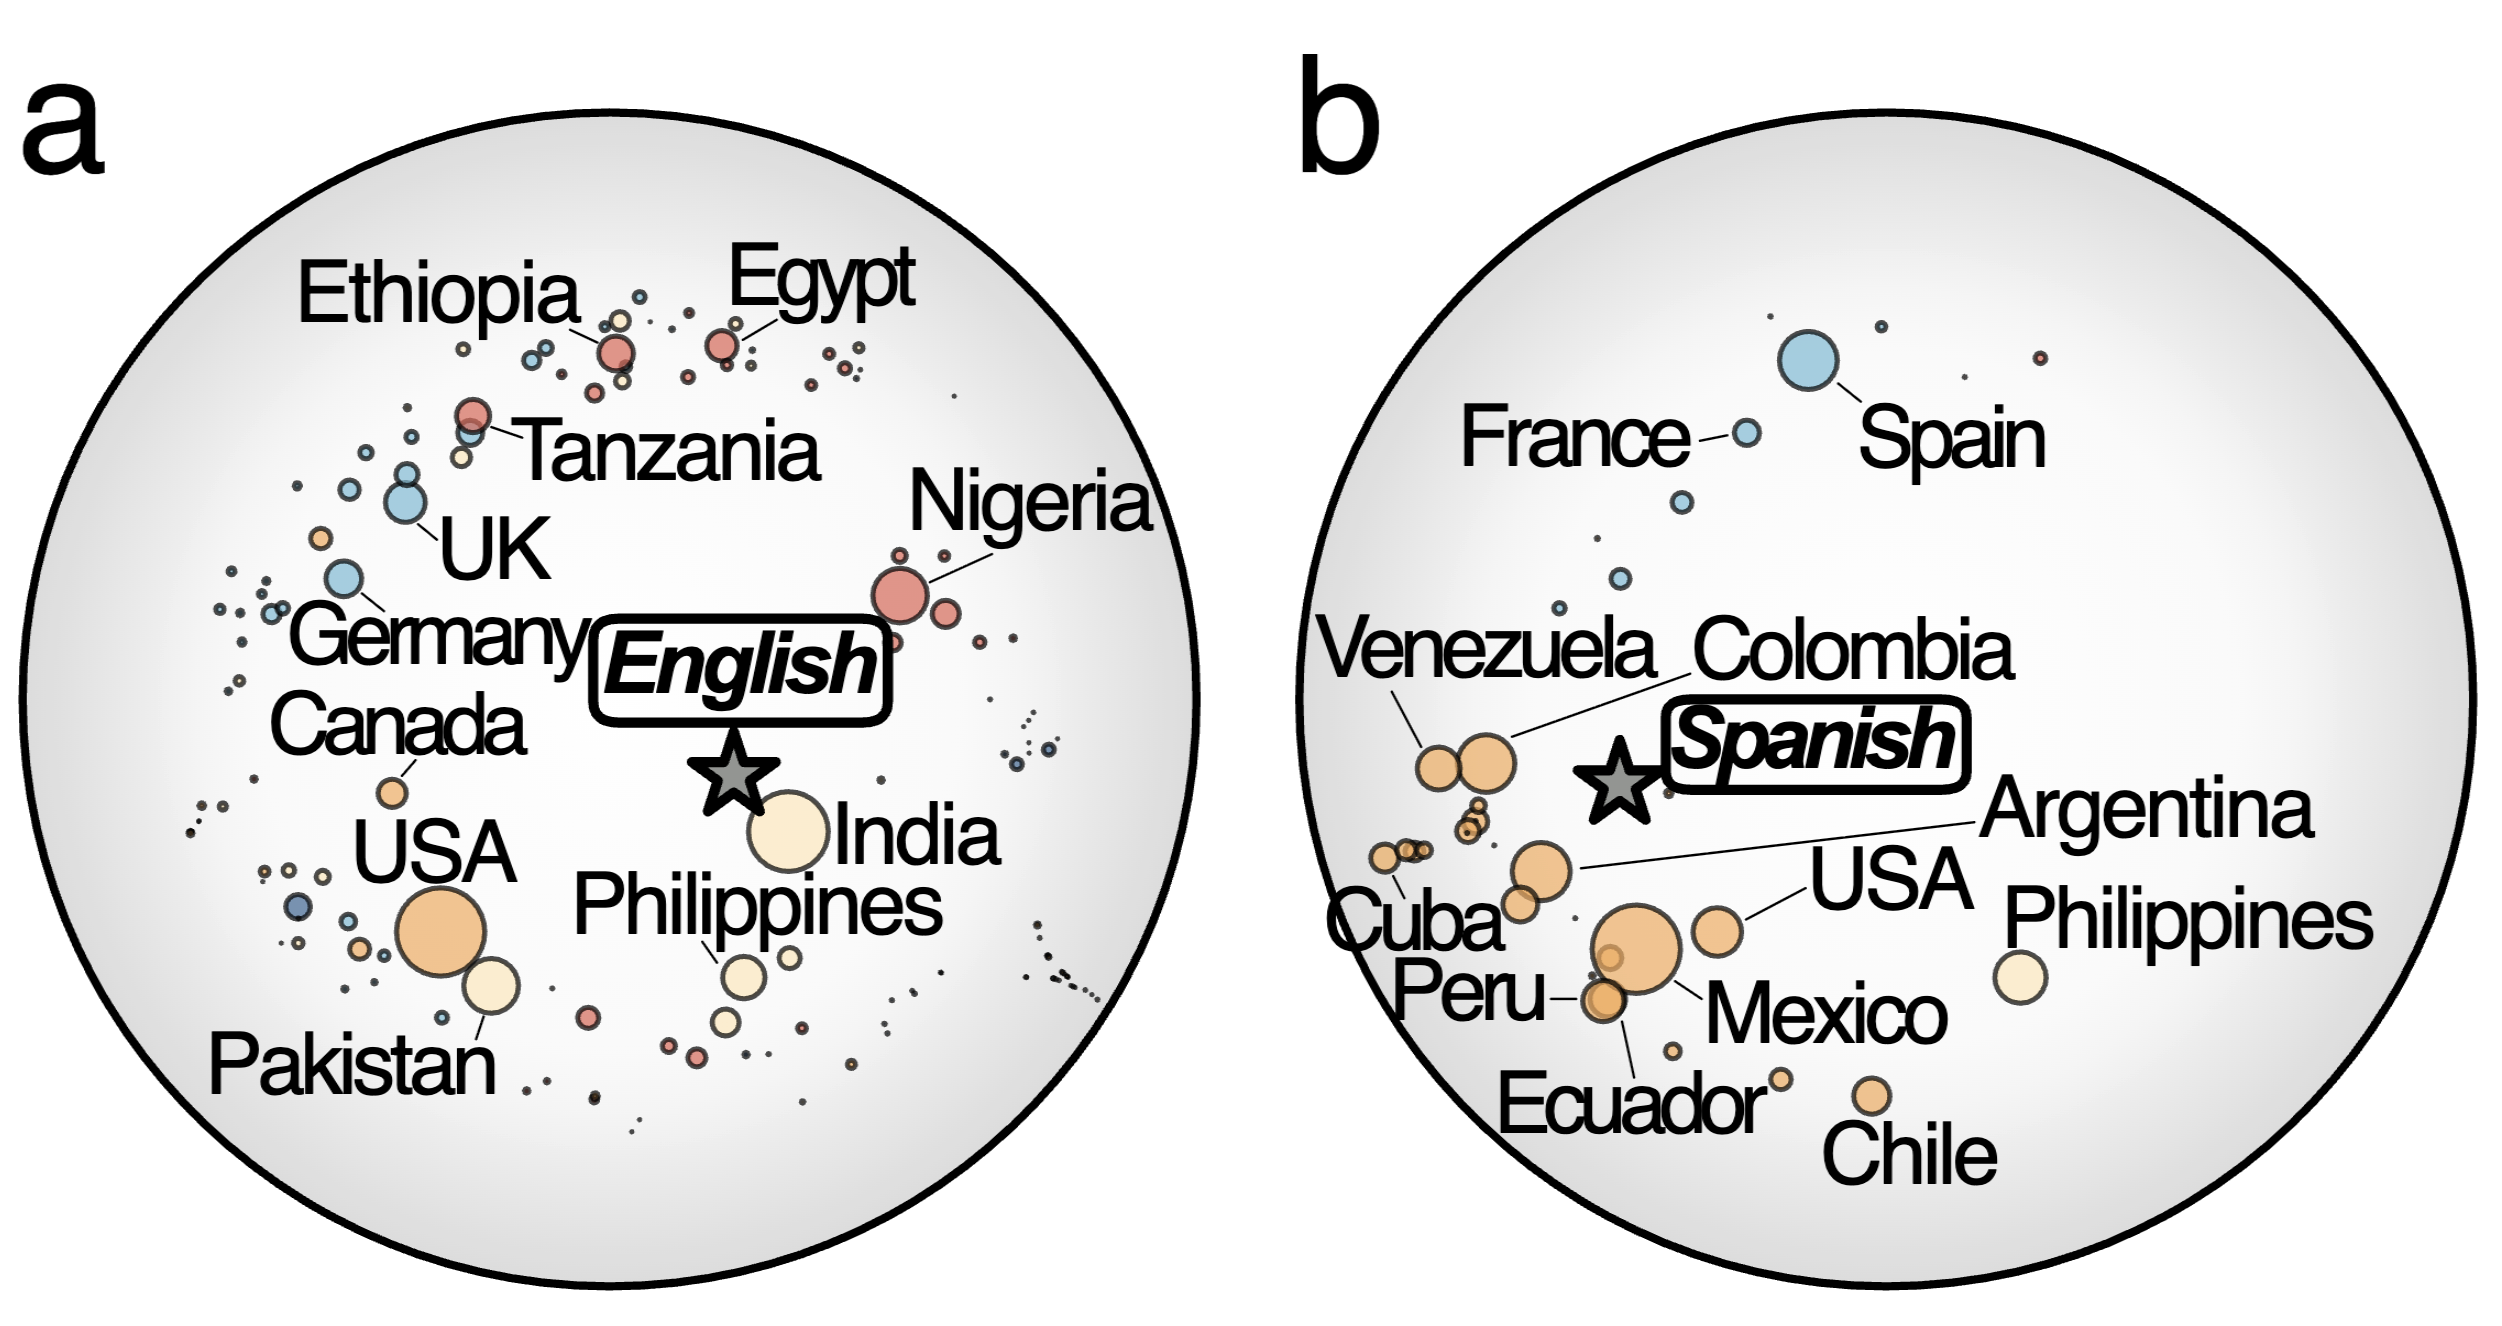 a
Ethiopia
Egypt
Tanzania
Nigeria
UK
Germany
English
Canada
USA
India
Philippines
Pakistan
b
France
Spain
Venezuela
Colombia
Spanish
Argentina
USA
Cuba
Philippines
Peru
Mexico
Ecuador
Chile